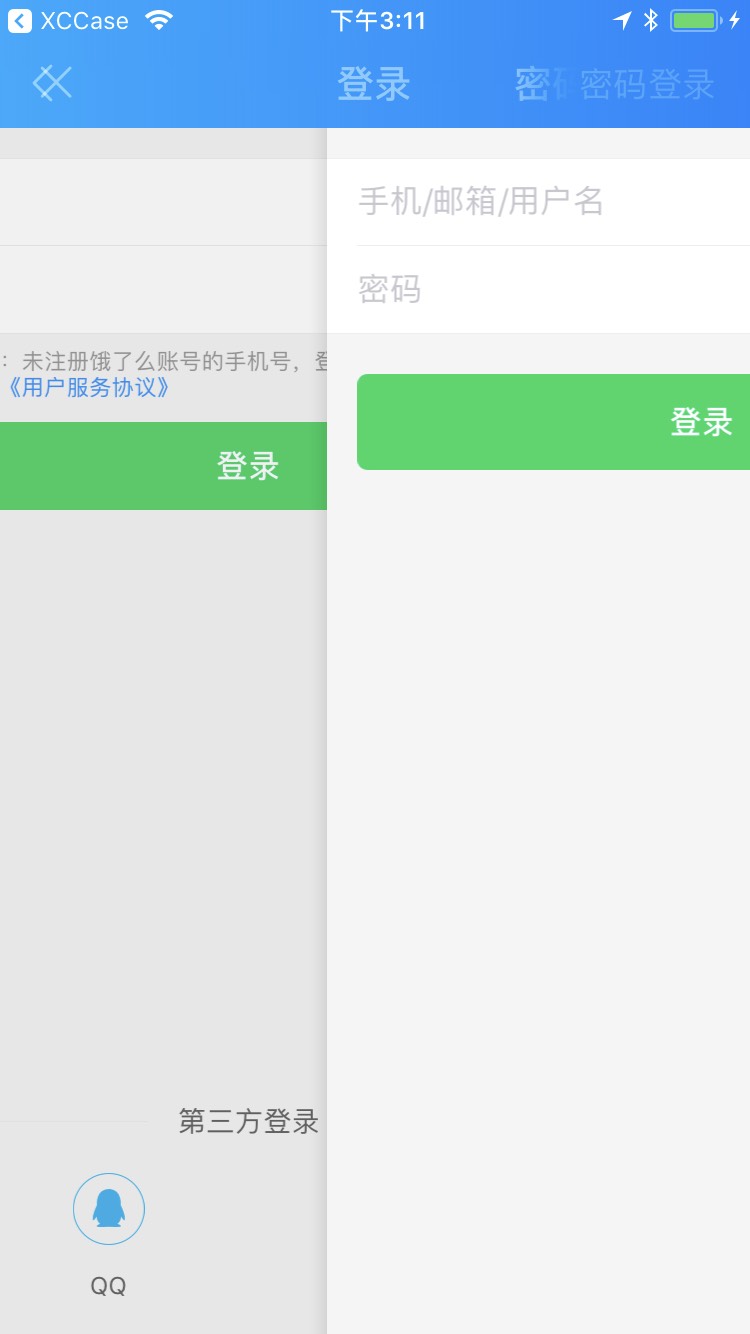 XCCase 下午3:11
登录 密码 密码登录
手机/邮箱/用户名
密码
：未注册饿了么账号的手机号，登
《用户服务协议》
登录
登录
第三方登录
QQ